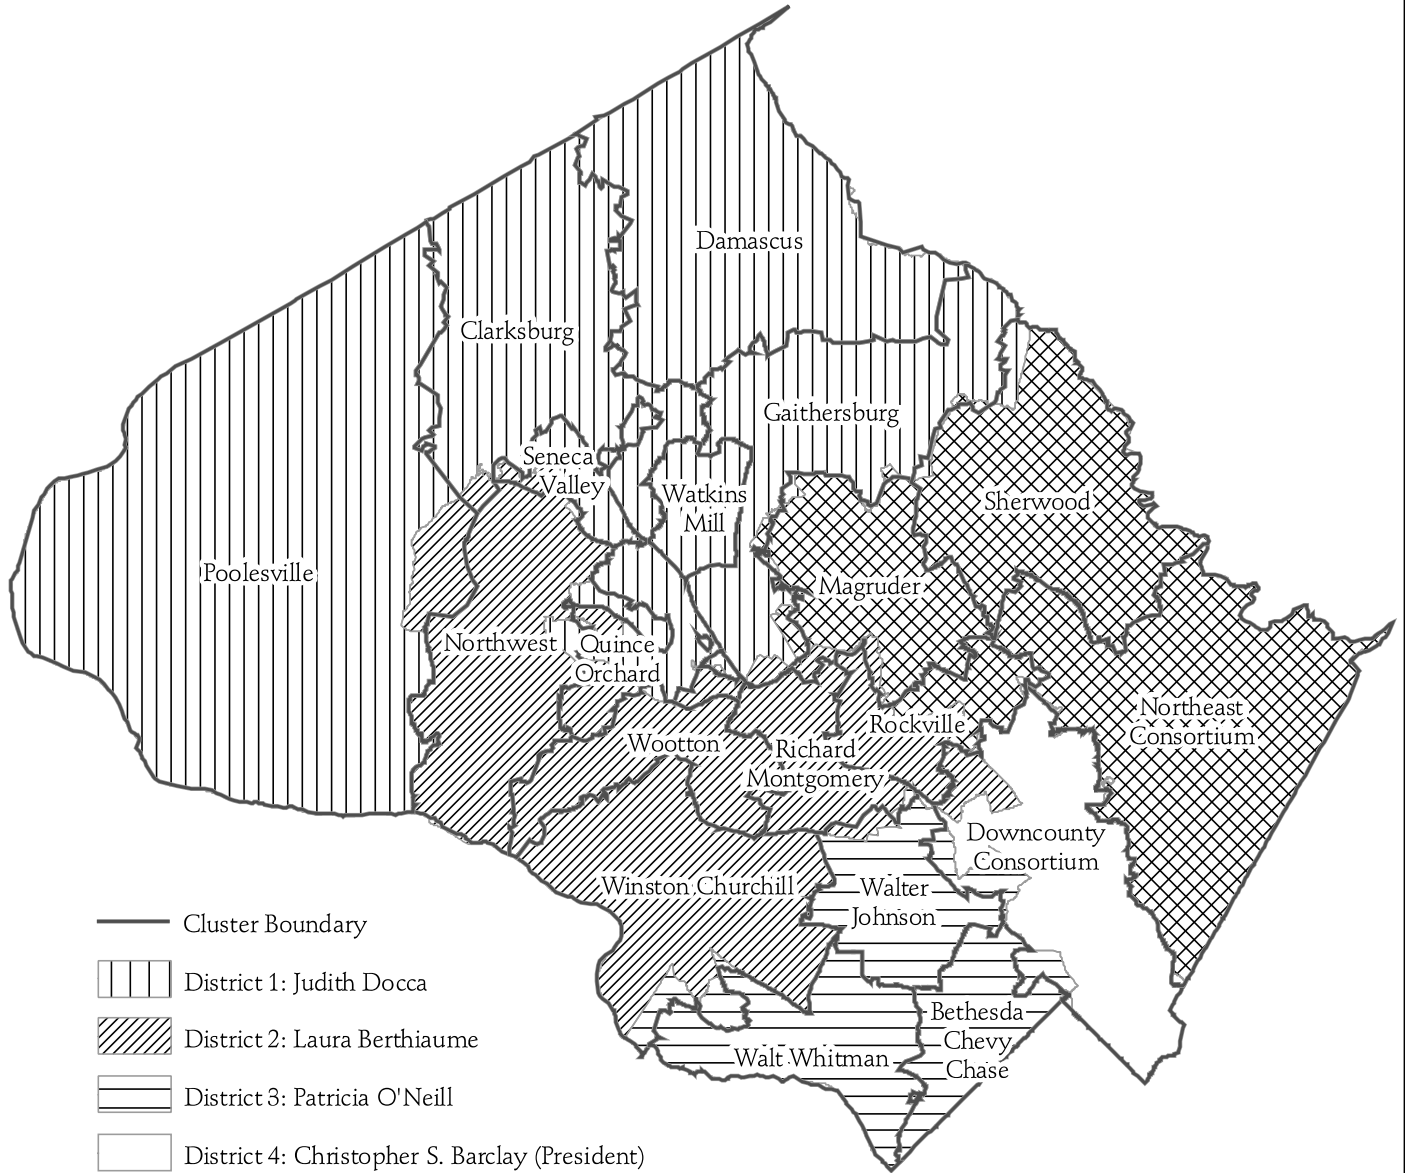 Damascus
Clarksburg
Gaithersburg
Seneca
Valley
Watkins
Mill
Sherwood
Poolesville
Magruder
Northwest
Quince
Orchard
Northeast
Consortium
Rockville
Wootton
Richard
Montgomery
Downcounty
Consortium
Winston Churchill
Walter
Johnson
Bethesda
Chevy
Chase
Walt Whitman
Cluster Boundary
District 1: Judith Docca
District 2: Laura Berthiaume
District 3: Patricia O'Neill
District 4: Christopher S. Barclay (President)